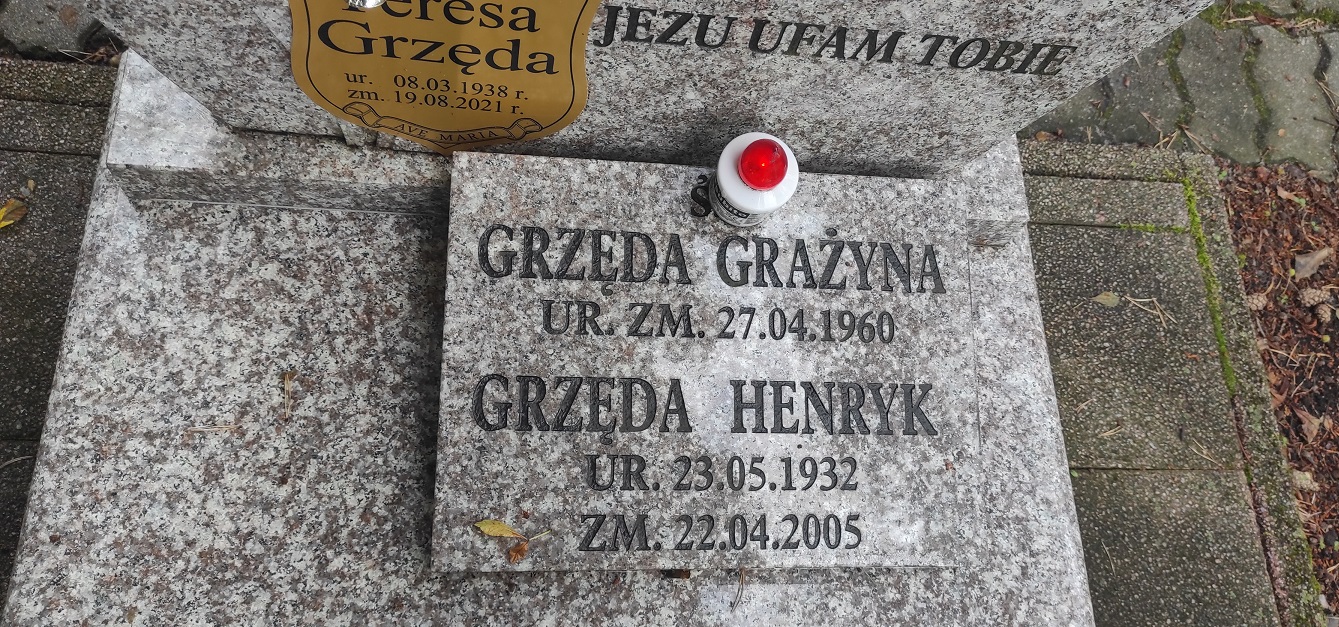 Teresa
Grzęda
ur. 08.03.1938 r.
zm. 19.08.2021 r.
AVE MARIA
JEZU UFAM TOBIE
GRZĘDA GRAŻYNA
UR. ZM. 27.04.1960
GRZĘDA HENRYK
UR. 23.05.1932
ZM. 22.04.2005